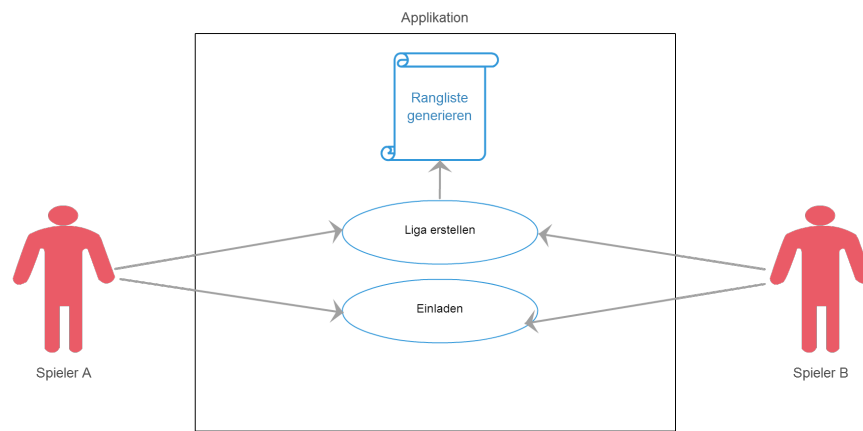 Applikation
Rangliste
generieren
Liga erstellen
Einladen
Spieler A
Spieler B